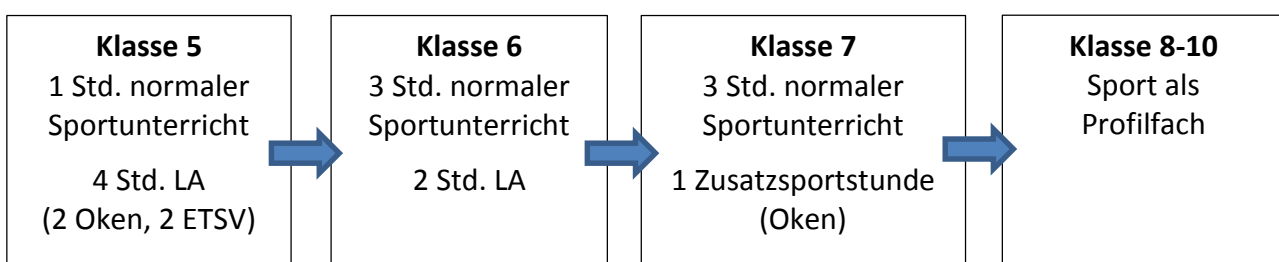 Klasse 5
1 Std. normaler
Sportunterricht
4 Std. LA
(2 Oken, 2 ETSV)
Klasse 6
3 Std. normaler
Sportunterricht
2 Std. LA
Klasse 7
3 Std. normaler
Sportunterricht
1 Zusatzsportstunde
(Oken)
Klasse 8-10
Sport als
Profilfach